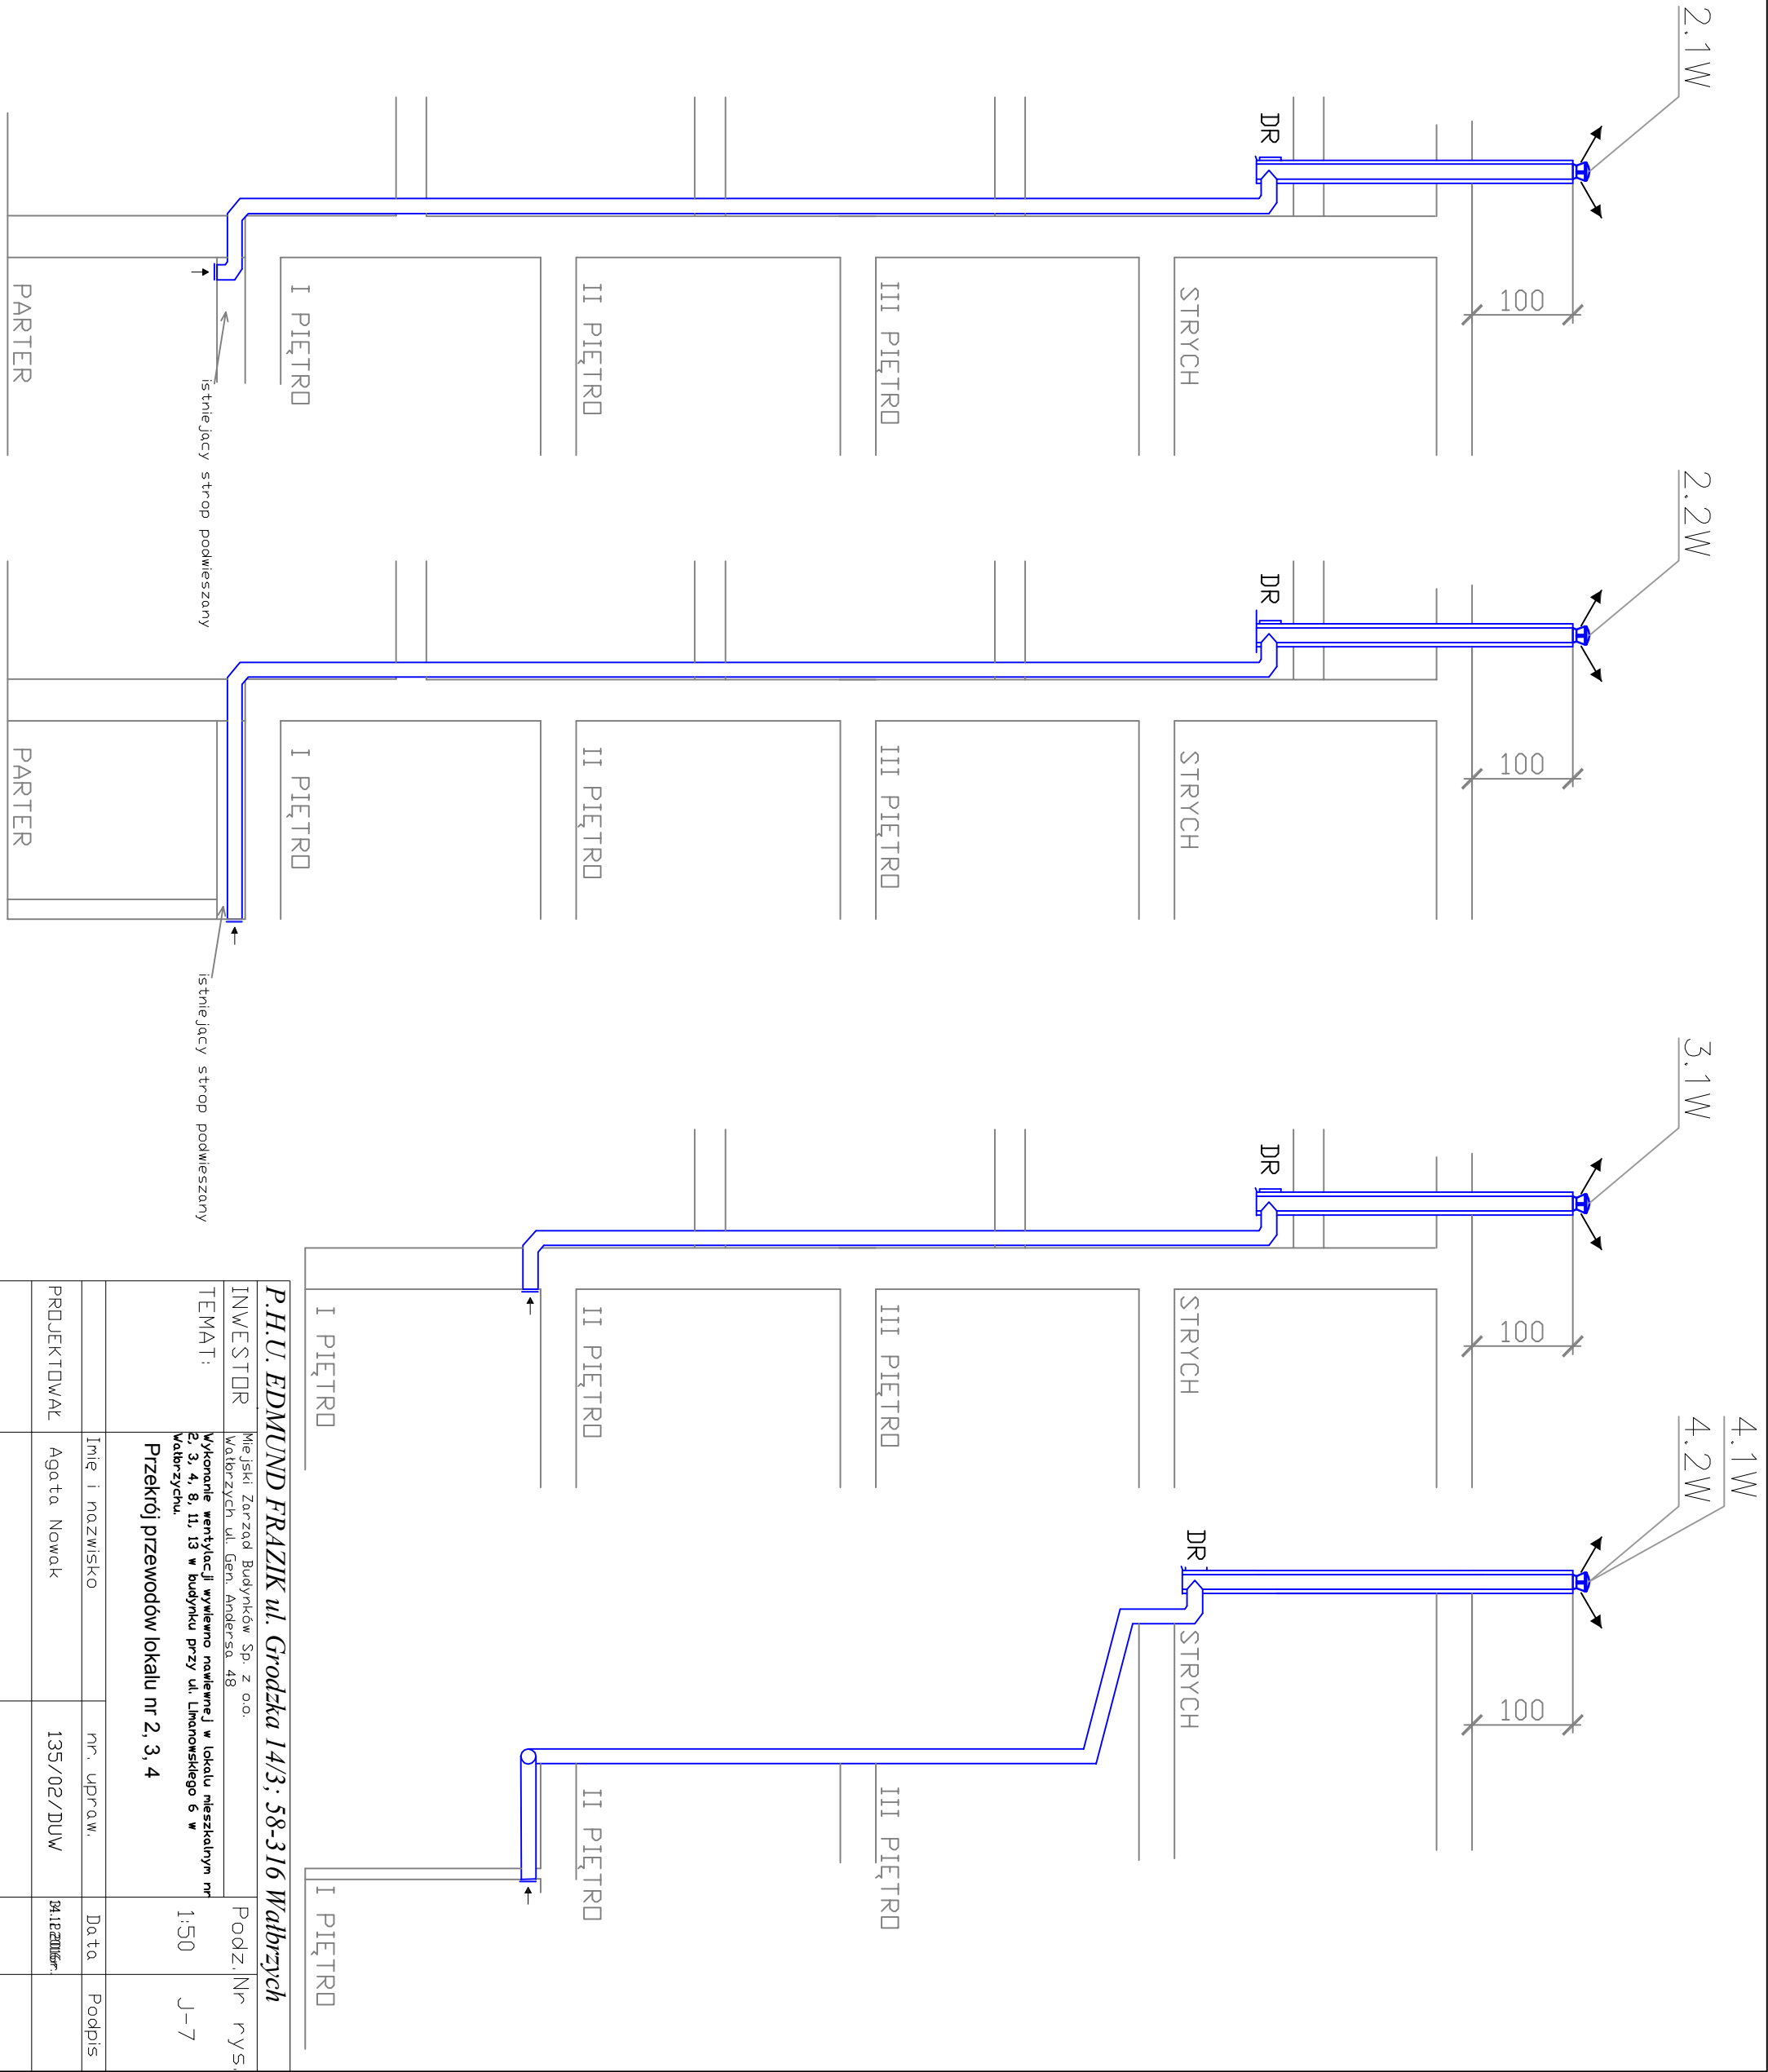 2.1W
DR
100
STRYCH
III PIĘTRO
II PIĘTRO
I PIĘTRO
PARTER
istniejący strop podwieszany
2.2W
DR
100
STRYCH
III PIĘTRO
II PIĘTRO
I PIĘTRO
PARTER
istniejący strop podwieszany
3.1W
DR
100
STRYCH
III PIĘTRO
II PIĘTRO
I PIĘTRO
4.1W
4.2W
DR
100
STRYCH
III PIĘTRO
II PIĘTRO
I PIĘTRO
P.H.U. EDMUND FRAZIK ul. Grodzka 14/3; 58-316 Wałbrzych
INWESTOR
Miejski Zarząd Budynków Sp. z o.o.
Wałbrzych ul. Gen. Andersa 48
Podz.
Nr rys.
TEMAT:
Wykonanie wentylacji wywiewno nawiewnej w lokalu mieszkalnym nr
2, 3, 4, 8, 11, 13 w budynku przy ul. Limanowskiego 6 w
Wałbrzychu.
Przekrój przewodów lokalu nr 2, 3, 4
1:50
J-7
Imię i nazwisko
nr. upraw.
Data
Podpis
PROJEKTOWAŁ
Agata Nowak
135/02/DUW